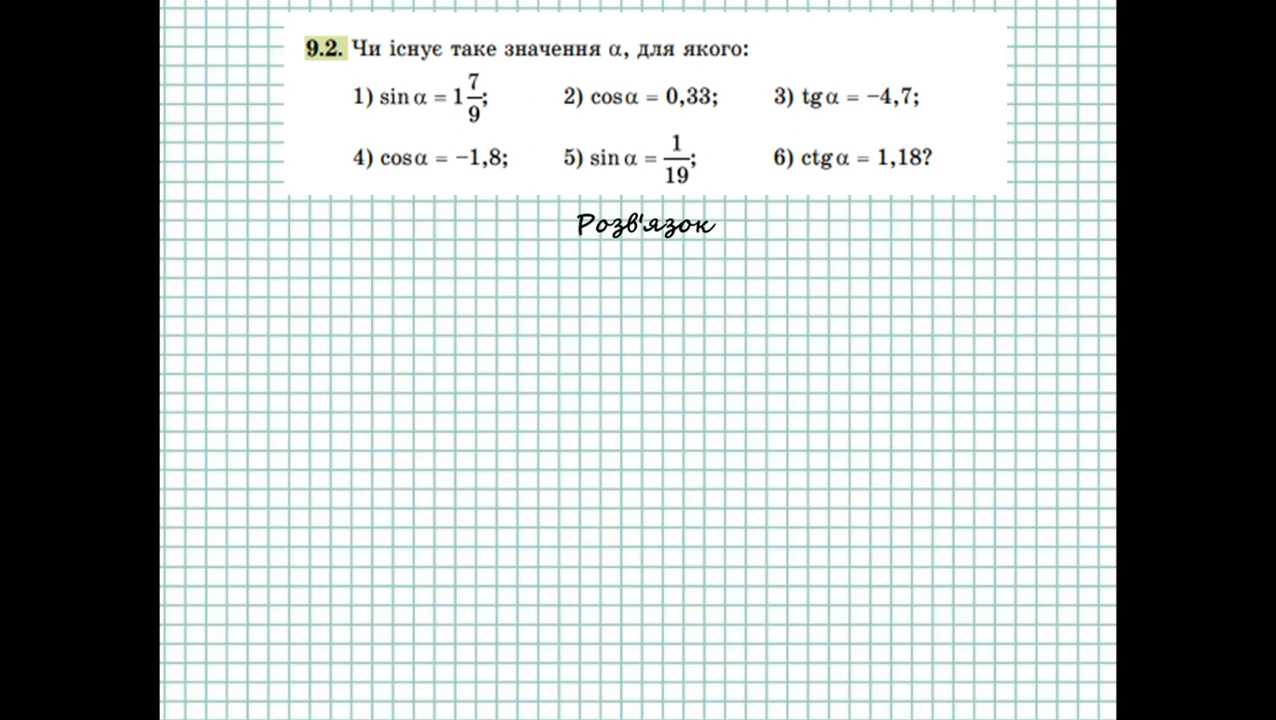 9.2. Чи існує таке значення α, для якого:
1) sin α = 1 7/9; 2) cos α = 0,33; 3) tg α = −4,7;
4) cos α = −1,8; 5) sin α = 1/19; 6) ctg α = 1,18?
Розв'язок